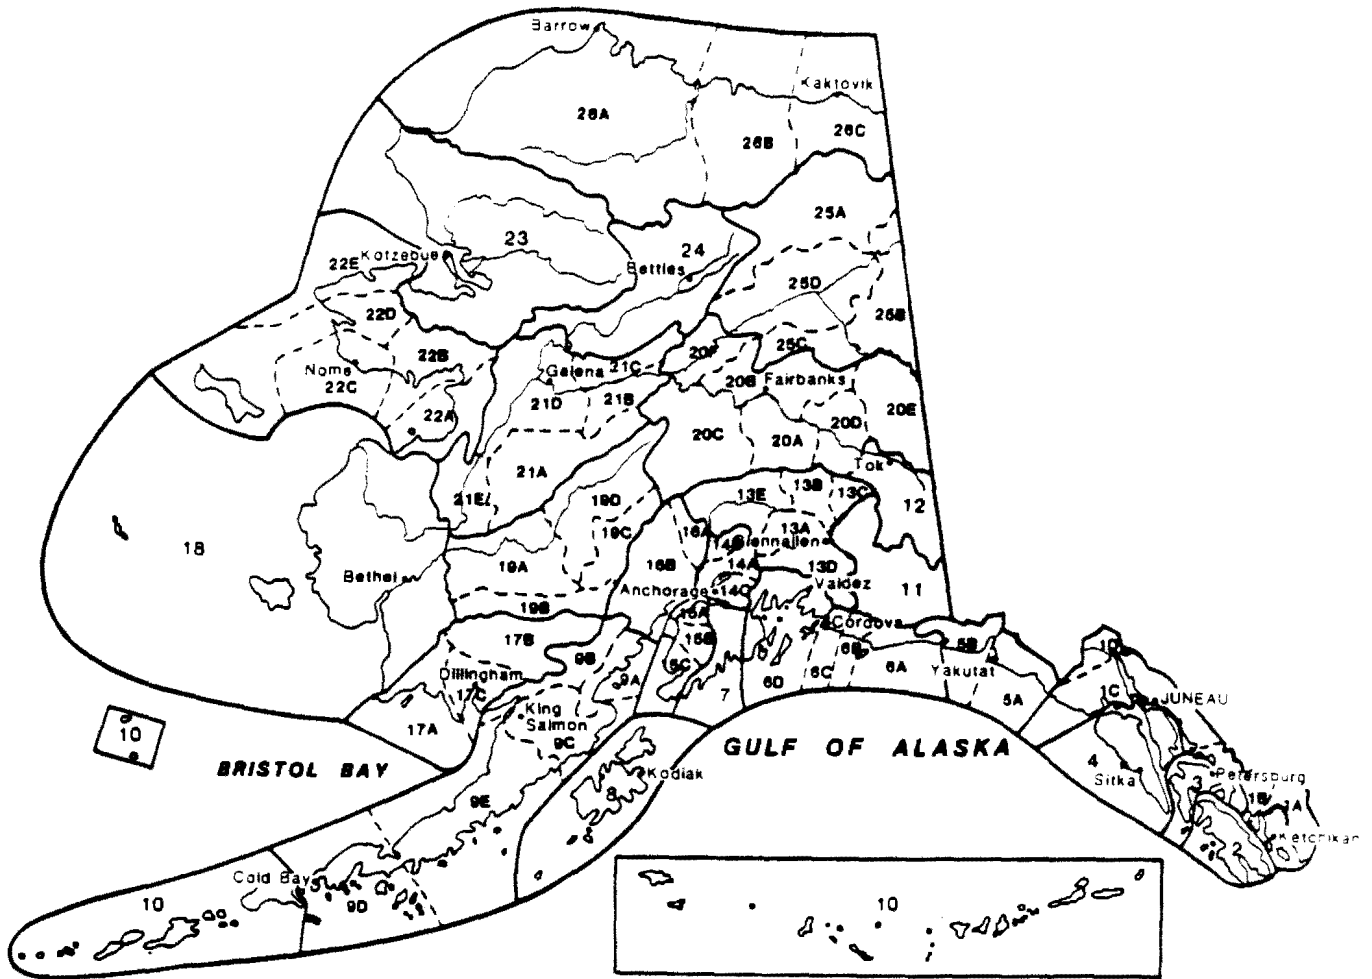 Barrow
Kaktovik
26A
26B
26C
25A
23
24
Kotzebue
22E
Bettles
25D
22D
25B
22B
20F
25C
Nome
22C
Galena
21C
20B
Fairbanks
21D
21B
22A
20D
20E
20C
20A
21A
Tok
21E
19D
13E
13B
13C
12
18
19C
16A
13A
14B
Glennallen
Bethel
19A
16B
14A
13D
Anchorage
14C
Valdez
11
19B
15A
Cordova
17B
15B
9B
6B
5B
15C
6A
Yakutat
1D
Dillingham
9A
6D
6C
17C
7
5A
1C
JUNEAU
King
Salmon
17A
9C
10
BRISTOL BAY
GULF OF ALASKA
4
Sitka
Kodiak
8
3
Petersburg
9E
1B
1A
Ketchikan
2
Cold Bay
9D
10
10